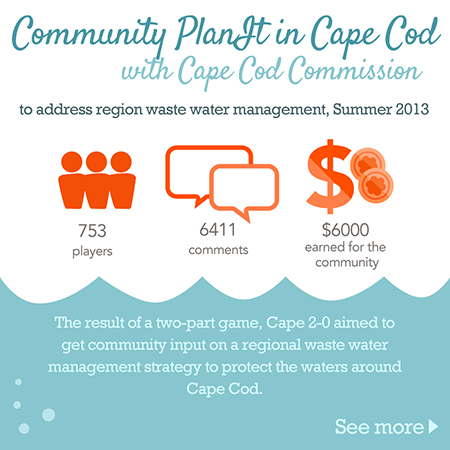 Community PlanIt in Cape Cod
with Cape Cod Commission
to address region waste water management, Summer 2013
753
players
6411
comments
$6000
earned for the
community
The result of a two-part game, Cape 2-0 aimed to
get community input on a regional waste water
management strategy to protect the waters around
Cape Cod.
See more